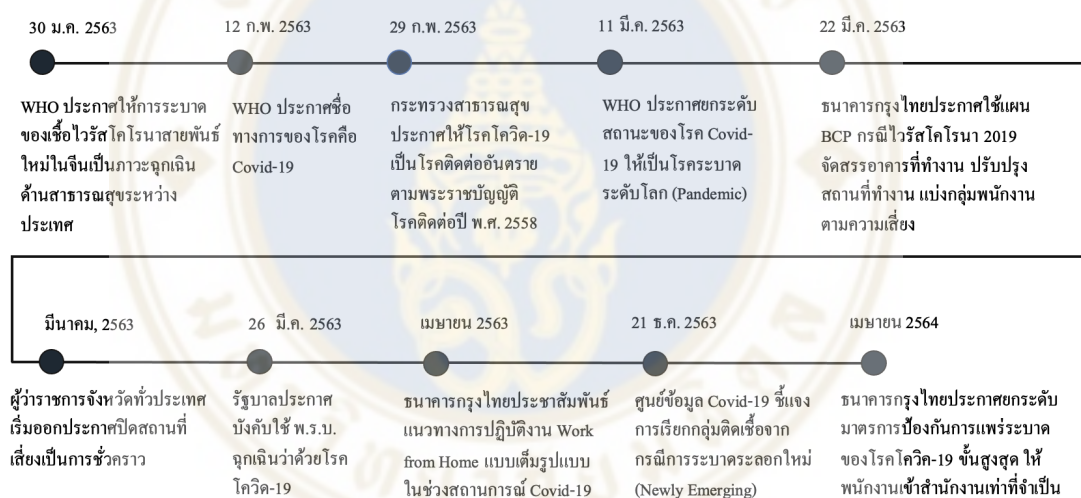 30 ม.ค. 2563
WHO ประกาศให้การระบาด
ของเชื้อไวรัสโคโรนาสายพันธุ์
ใหม่ในจีนเป็นภาวะฉุกเฉิน
ด้านสาธารณสุขระหว่าง
ประเทศ
12 ก.พ. 2563
WHO ประกาศชื่อ
ทางการของโรคคือ
Covid-19
29 ก.พ. 2563
กระทรวงสาธารณสุข
ประกาศให้โรคโควิด-19
เป็นโรคติดต่ออันตราย
ตามพระราชบัญญัติ
โรคติดต่อปี พ.ศ. 2558
11 มี.ค. 2563
WHO ประกาศยกระดับ
สถานะของโรค Covid-
19 ให้เป็นโรคระบาด
ระดับโลก (Pandemic)
22 มี.ค. 2563
ธนาคารกรุงไทยประกาศใช้แผน
BCP กรณีไวรัสโคโรนา 2019
จัดสรรอาคารที่ทำงาน ปรับปรุง
สถานที่ทำงาน แบ่งกลุ่มพนักงาน
ตามความเสี่ยง
มีนาคม, 2563
ผู้ว่าราชการจังหวัดทั่วประเทศ
เริ่มออกประกาศปิดสถานที่
เสี่ยงเป็นการชั่วคราว
26 มี.ค. 2563
รัฐบาลประกาศ
บังคับใช้ พ.ร.บ.
ฉุกเฉินว่าด้วยโรค
โควิด-19
เมษายน 2563
ธนาคารกรุงไทยประชาสัมพันธ์
แนวทางการปฏิบัติงาน Work
from Home แบบเต็มรูปแบบ
ในช่วงสถานการณ์ Covid-19
21 ธ.ค. 2563
ศูนย์ข้อมูล Covid-19 ชี้แจง
การเรียกกลุ่มติดเชื้อจาก
กรณีการระบาดระลอกใหม่
(Newly Emerging)
เมษายน 2564
ธนาคารกรุงไทยประกาศยกระดับ
มาตรการป้องกันการแพร่ระบาด
ของโรคโควิด-19 ขั้นสูงสุด ให้
พนักงานเข้าสำนักงานเท่าที่จำเป็น